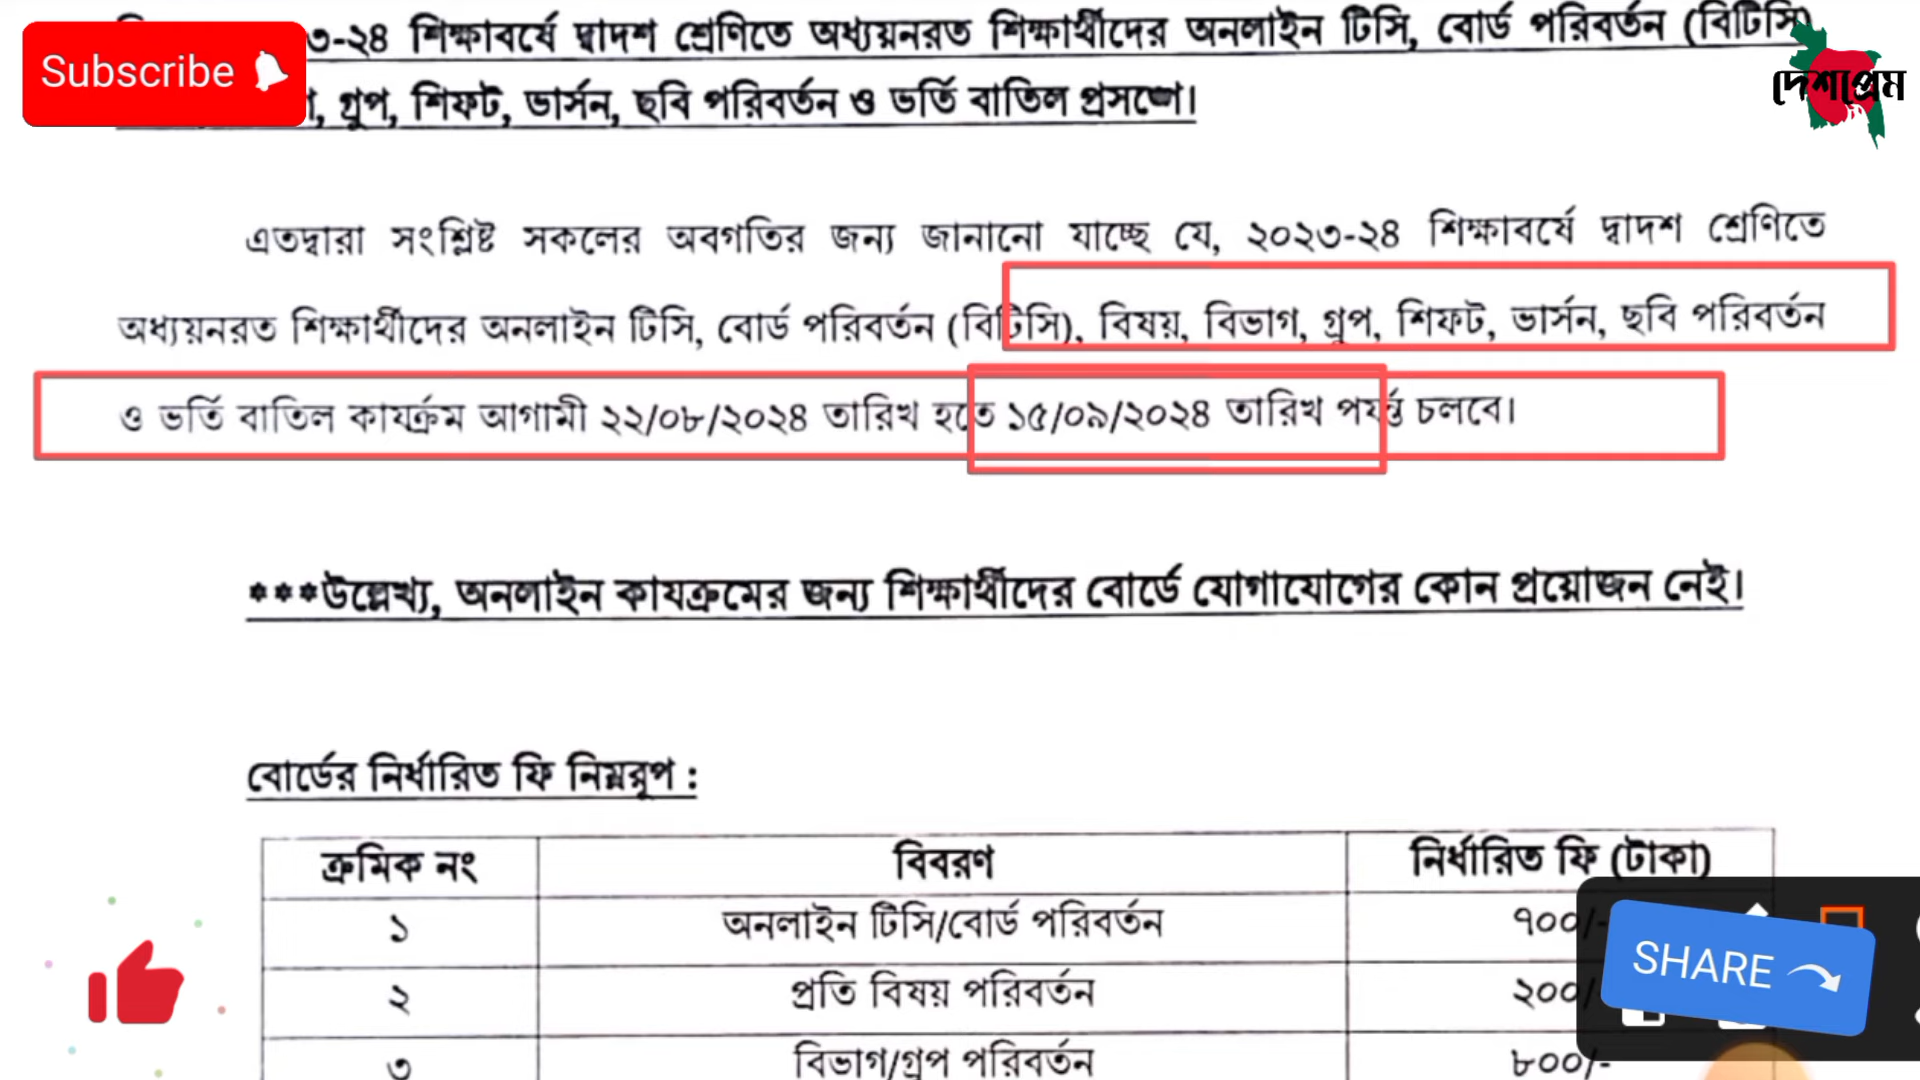 ৩-২৪ শিক্ষাবর্ষে দ্বাদশ শ্রেণিতে অধ্যয়নরত শিক্ষার্থীদের অনলাইন টিসি, বোর্ড পরিবর্তন (বিটিসি),
Subscribe
গ্রুপ, শিফট, ভার্সন, ছবি পরিবর্তন ও ভর্তি বাতিল প্রসঙ্গে।
দেশপ্রেম
এতদ্বারা সংশ্লিষ্ট সকলের অবগতির জন্য জানানো যাচ্ছে যে, ২০২৩-২৪ শিক্ষাবর্ষে দ্বাদশ শ্রেণিতে
অধ্যয়নরত শিক্ষার্থীদের অনলাইন টিসি, বোর্ড পরিবর্তন (বিটিসি), বিষয়, বিভাগ, গ্রুপ, শিফট, ভার্সন, ছবি পরিবর্তন
ও ভর্তি বাতিল কাযর্ক্রম আগামী ২২/০৮/২০২৪ তারিখ হতে ১৫/০৯/২০২৪ তারিখ পযর্ন্ত চলবে।
***উল্লেখ্য, অনলাইন কাযক্রমের জন্য শিক্ষার্থীদের বোর্ডে যোগাযোগের কোন প্রয়োজন নেই।
বোর্ডের নির্ধারিত ফি নিম্নরূপ :
ক্রমিক নং বিবরণ নির্ধারিত ফি (টাকা)
১ অনলাইন টিসি/বোর্ড পরিবর্তন ৭০০/-
২ প্রতি বিষয় পরিবর্তন ২০০/
SHARE
৩ বিভাগ/গ্রুপ পরিবর্তন ৮০০/-